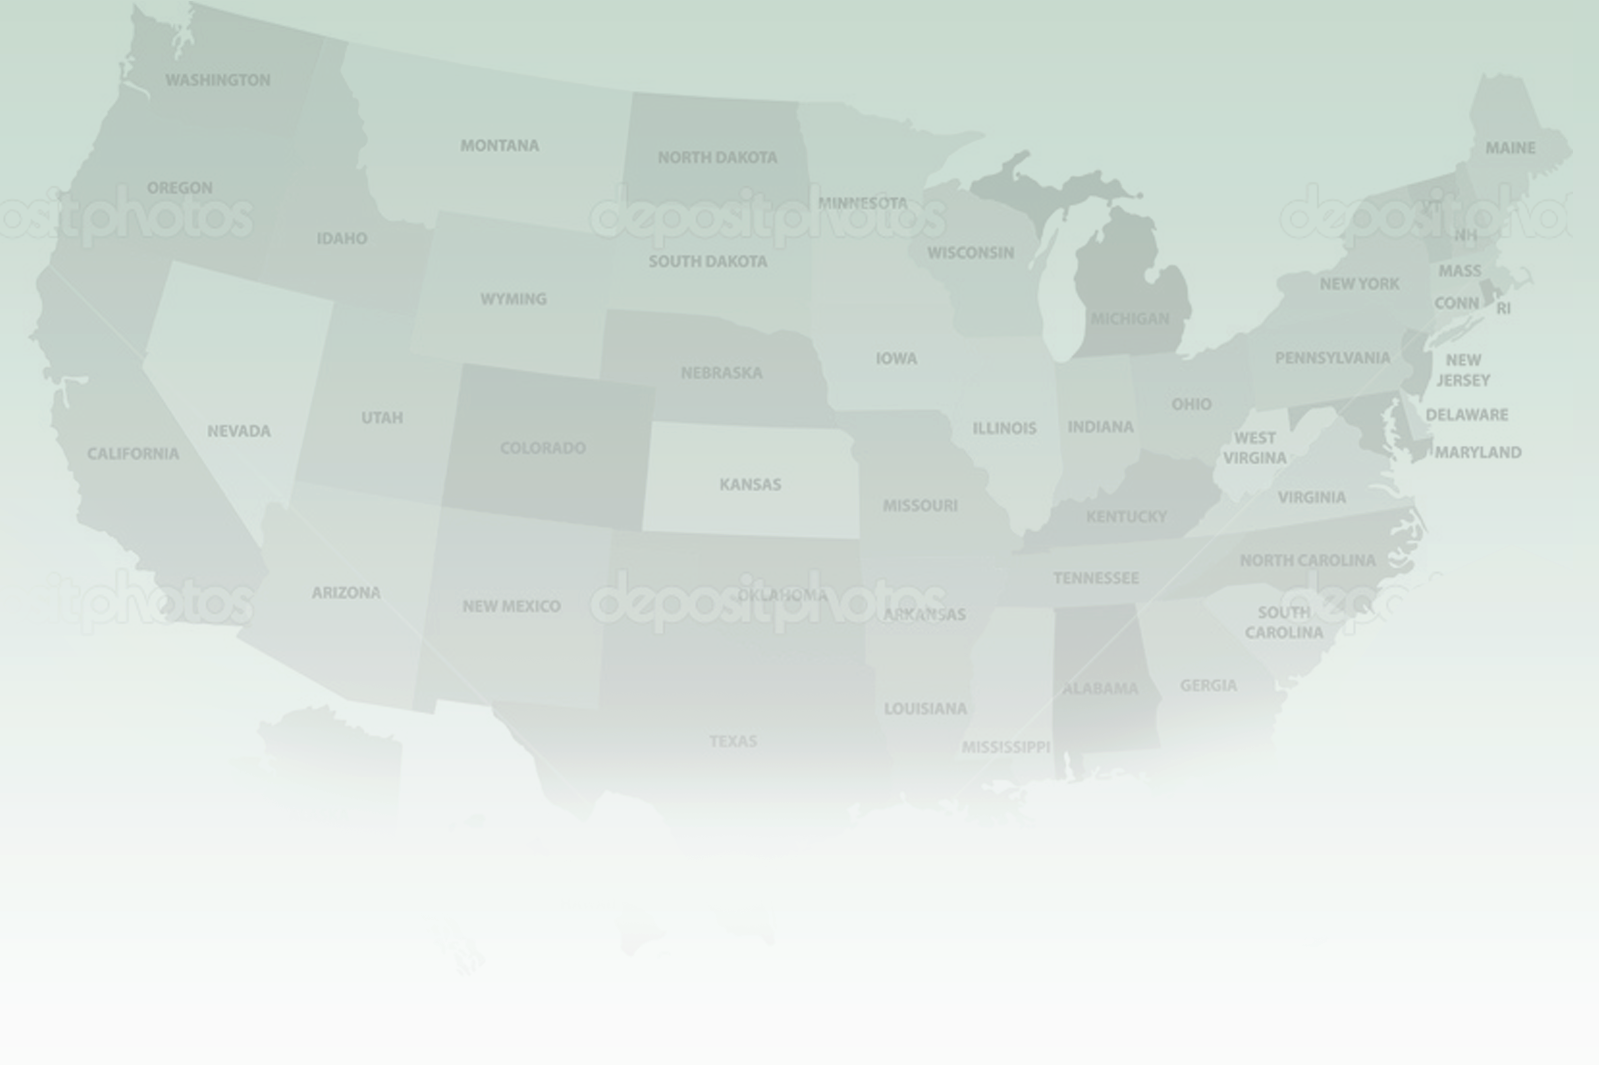 WASHINGTON
MONTANA
NORTH DAKOTA
MAINE
OREGON
MINNESOTA
VT
depositphotos
depositphotos
depositphotos
IDAHO
WISCONSIN
NH
SOUTH DAKOTA
MASS
WYMING
NEW YORK
CONN
RI
MICHIGAN
IOWA
PENNSYLVANIA
NEW
JERSEY
NEBRASKA
OHIO
UTAH
DELAWARE
NEVADA
ILLINOIS
INDIANA
COLORADO
WEST
VIRGINA
CALIFORNIA
MARYLAND
KANSAS
VIRGINIA
MISSOURI
KENTUCKY
NORTH CAROLINA
TENNESSEE
ARIZONA
NEW MEXICO
OKLAHOMA
depositphotos
depositphotos
depositphotos
ARKANSAS
SOUTH
CAROLINA
ALABAMA
GERGIA
LOUISIANA
TEXAS
MISSISSIPPI